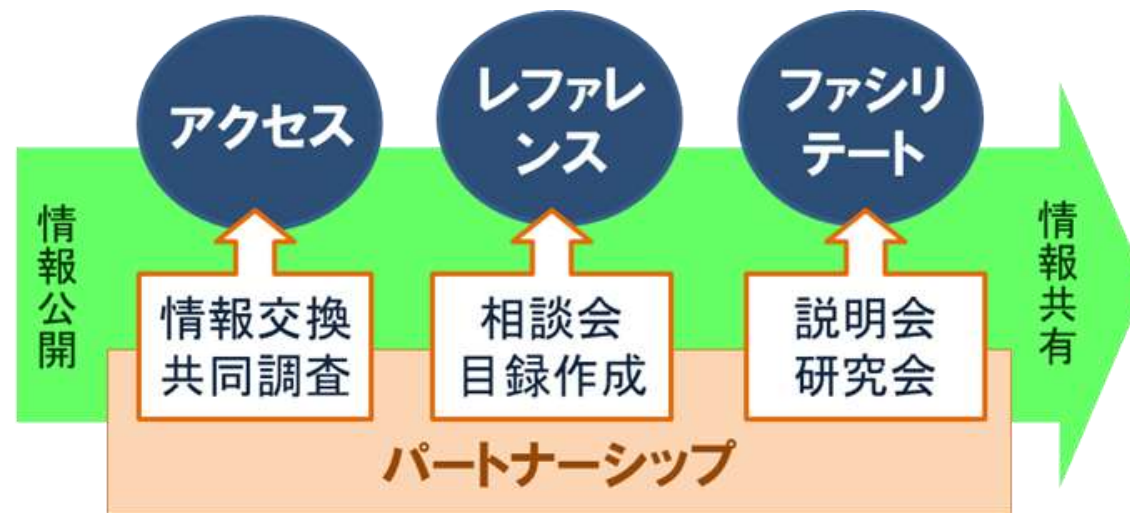 アクセス
レファレ
ンス
ファシリ
テート
情報公開
情報交換
共同調査
相談会
目録作成
説明会
研究会
情報共有
パートナーシップ